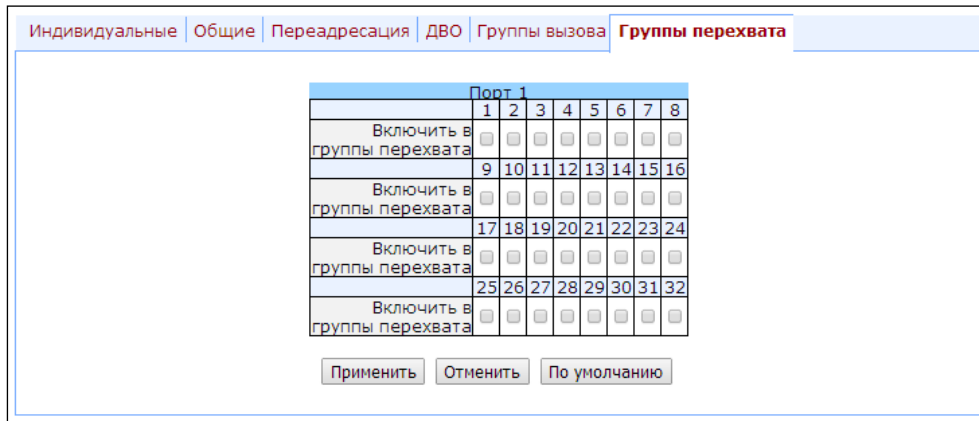 Индивидуальные Общие Переадресация ДВО Группы вызова Группы перехвата
Порт 1
1 2 3 4 5 6 7 8
Включить в
группы перехвата
9 10 11 12 13 14 15 16
Включить в
группы перехвата
17 18 19 20 21 22 23 24
Включить в
группы перехвата
25 26 27 28 29 30 31 32
Включить в
группы перехвата
Применить Отменить По умолчанию